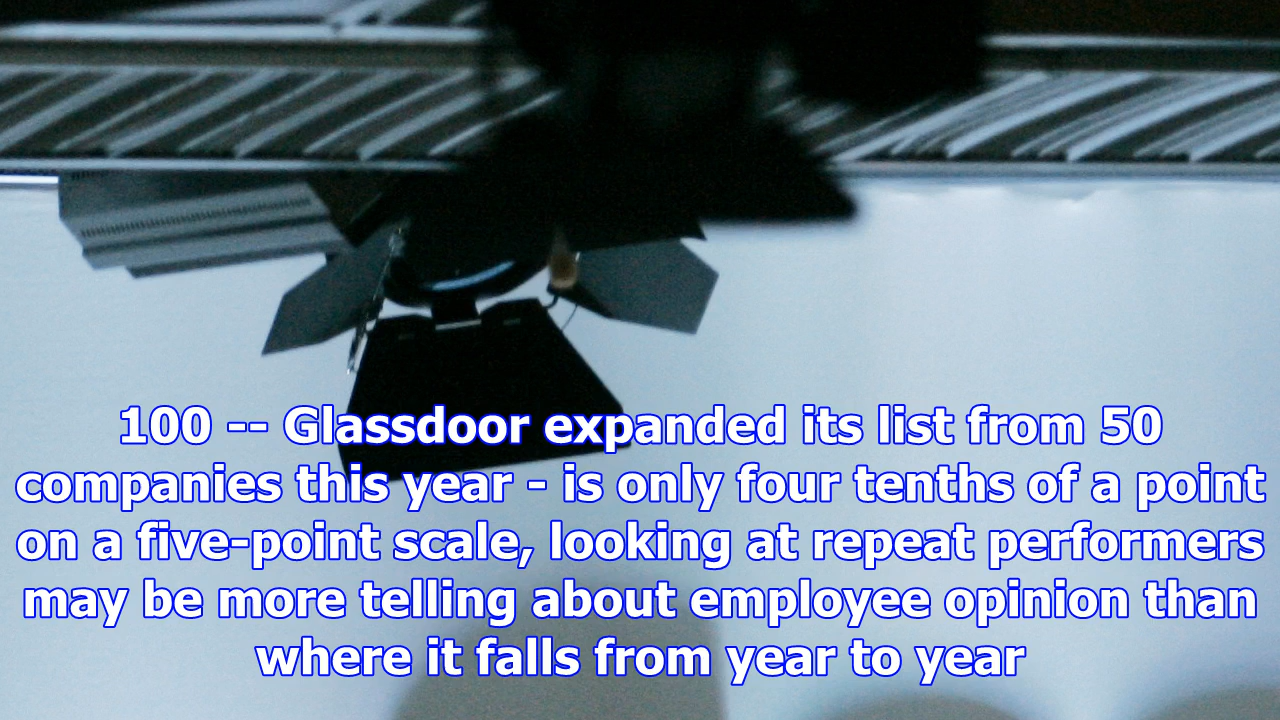 100 -- Glassdoor expanded its list from 50
companies this year - is only four tenths of a point
on a five-point scale, looking at repeat performers
may be more telling about employee opinion than
where it falls from year to year